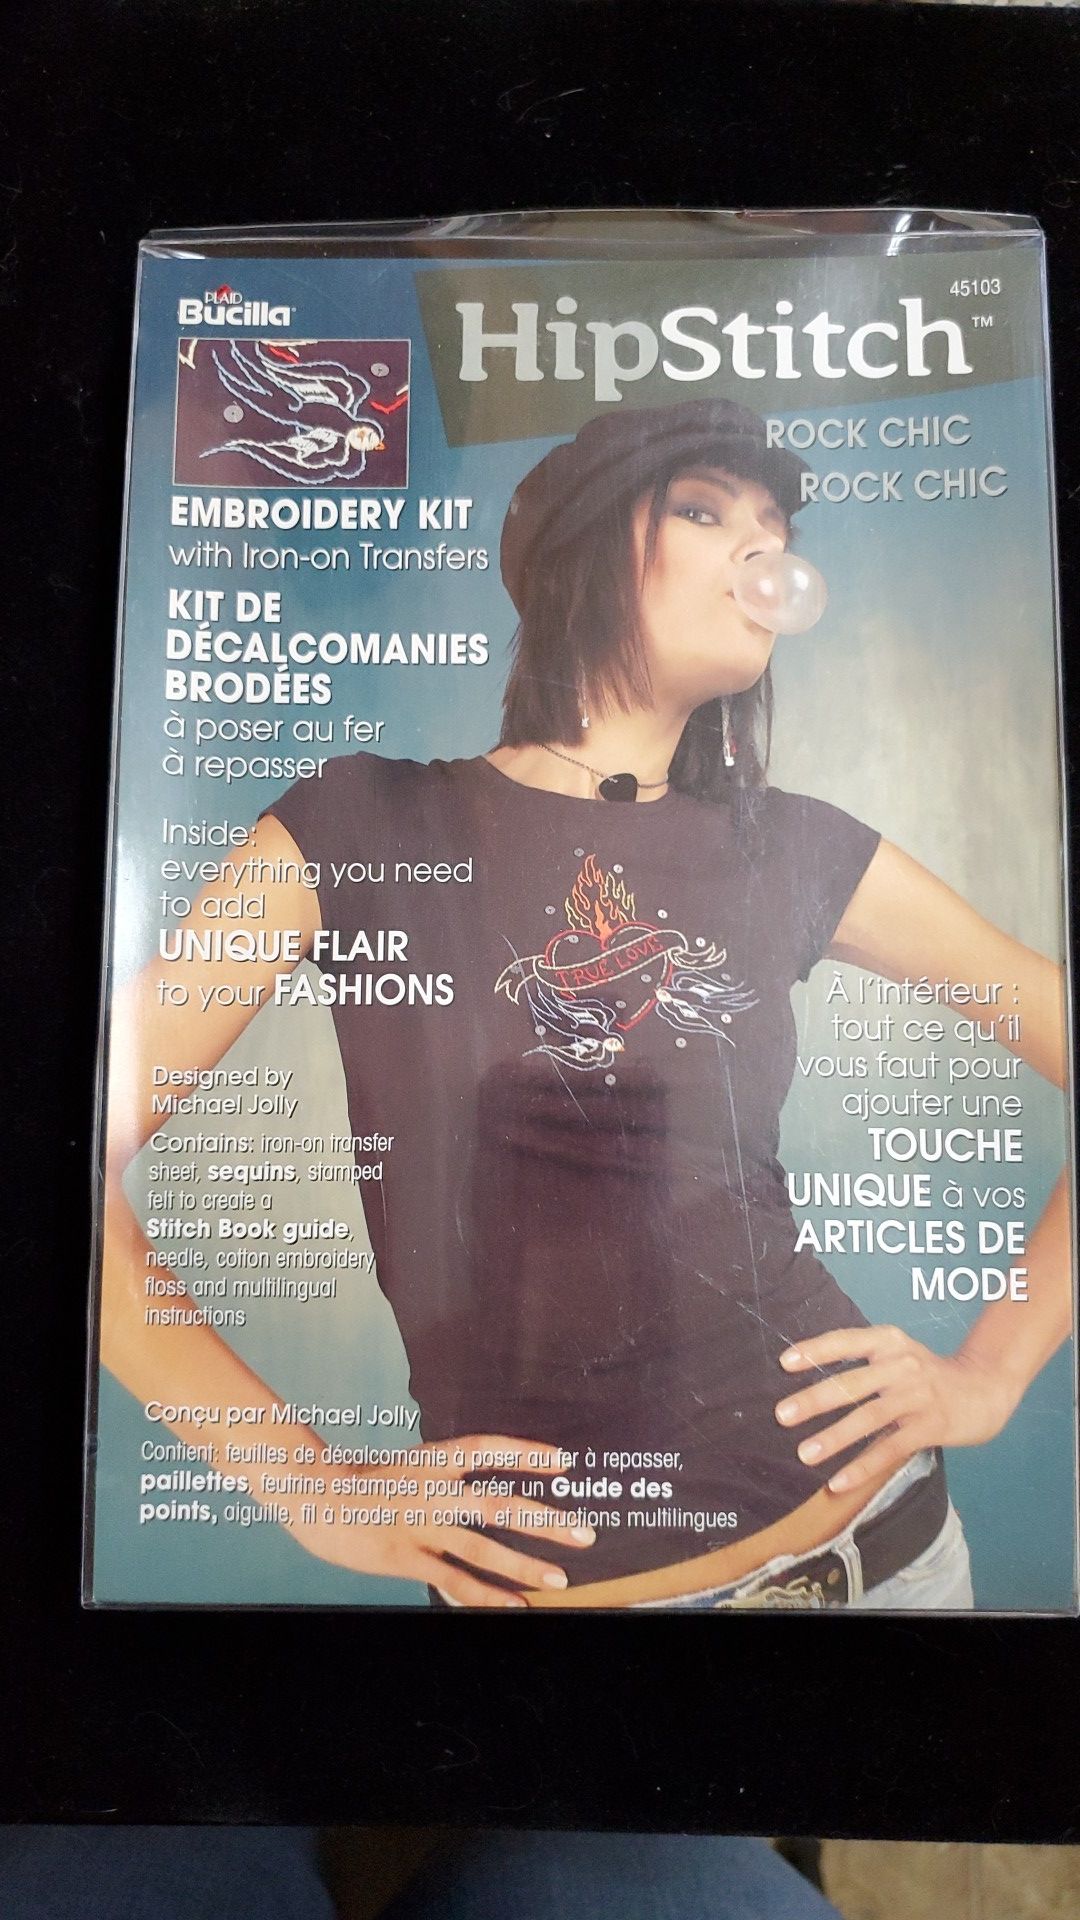 PLAID
Bucilla®
45103
HipStitch™
ROCK CHIC
ROCK CHIC
EMBROIDERY KIT
with Iron-on Transfers
KIT DE
DÉCALCOMANIES
BRODÉES
à poser au fer
à repasser
Inside:
everything you need
to add
UNIQUE FLAIR
to your FASHIONS
TRUE LOVE
À l'intérieur :
tout ce qu'il
vous faut pour
ajouter une
TOUCHE
UNIQUE à vos
ARTICLES DE
MODE
Designed by
Michael Jolly
Contains: iron-on transfer
sheet, sequins, stamped
felt to create a
Stitch Book guide,
needle, cotton embroidery
floss and multilingual
instructions
Conçu par Michael Jolly
Contient: feuilles de décalcomanie à poser au fer à repasser,
paillettes, feutrine estampée pour créer un Guide des
points, aiguille, fil à broder en coton, et instructions multilingues